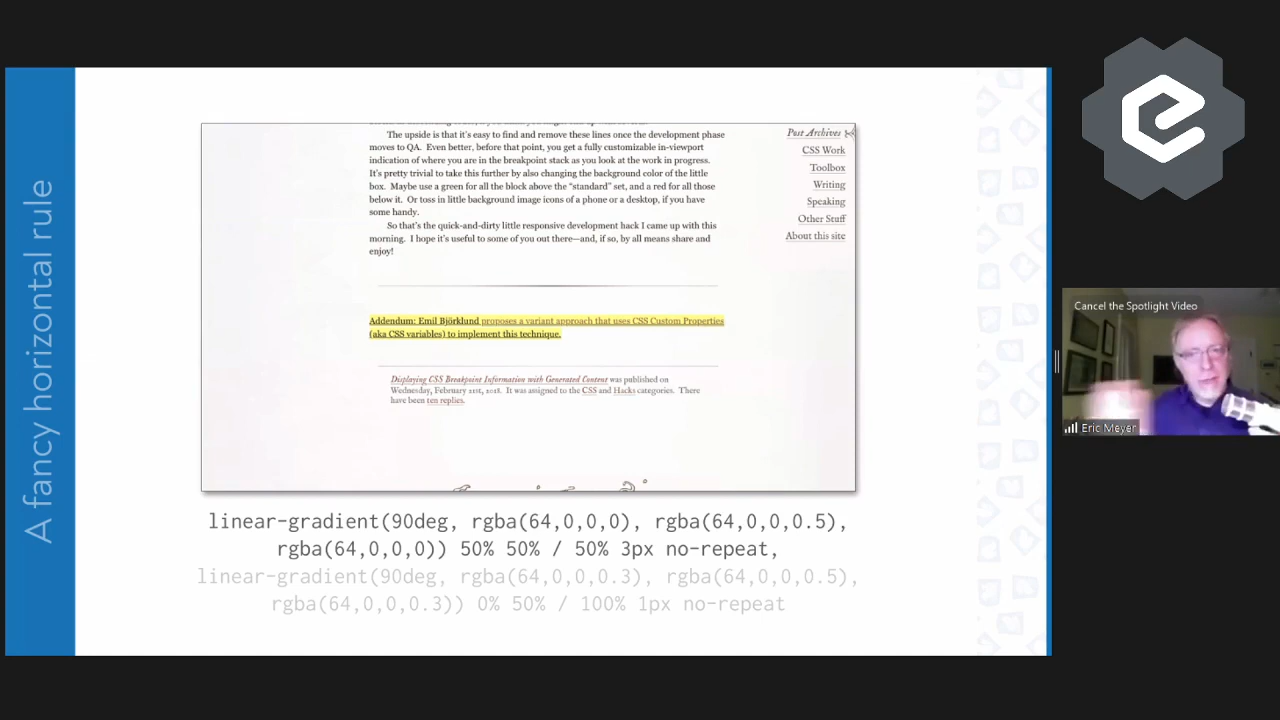 A fancy horizontal rule
The upside is that it's easy to find and remove these lines once the development phase
moves to QA. Even better, before that point, you get a fully customizable in-viewport
indication of where you are in the breakpoint stack as you look at the work in progress.
It's pretty trivial to take this further by also changing the background color of the little
box. Maybe use a green for all the block above the “standard” set, and a red for all those
below it. Or toss in little background image icons of a phone or a desktop, if you have
some handy.
So that's the quick-and-dirty little responsive development hack I came up with this
morning. I hope it's useful to some of you out there—and, if so, by all means share and
enjoy!
Addendum: Emil Björklund proposes a variant approach that uses CSS Custom Properties
(aka CSS variables) to implement this technique.
Displaying CSS Breakpoint Information with Generated Content was published on
Wednesday, February 21st, 2018. It was assigned to the CSS and Hacks categories. There
have been ten replies.
Post Archives
CSS Work
Toolbox
Writing
Speaking
Other Stuff
About this site
linear-gradient(90deg, rgba(64,0,0,0), rgba(64,0,0,0.5),
rgba(64,0,0,0)) 50% 50% / 50% 3px no-repeat,
linear-gradient(90deg, rgba(64,0,0,0.3), rgba(64,0,0,0.5),
rgba(64,0,0,0.3)) 0% 50% / 100% 1px no-repeat
Cancel the Spotlight Video
Eric Meyer